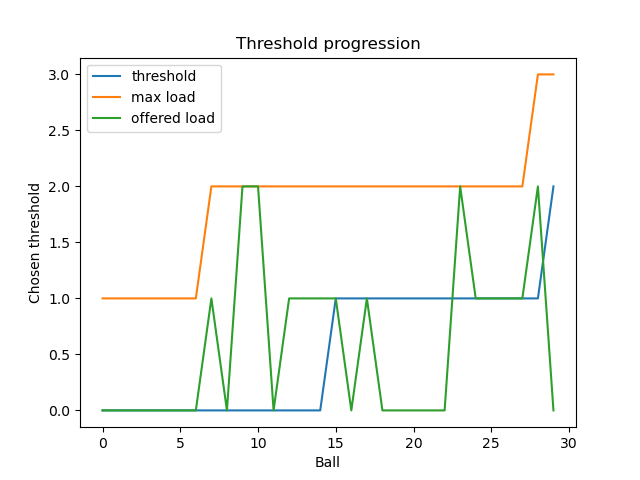 Threshold progression
threshold
max load
offered load
Chosen threshold
3.0
2.5
2.0
1.5
1.0
0.5
0.0
0 5 10 15 20 25 30
Ball